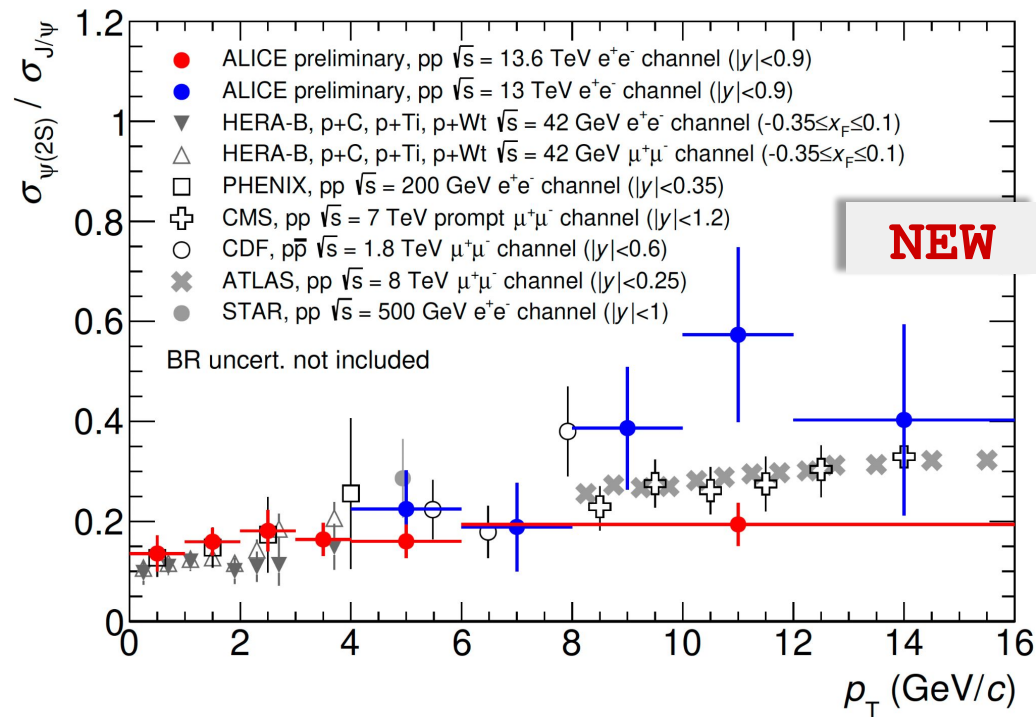 1.2
ALICE preliminary, pp √s = 13.6 TeV e⁺e⁻ channel (|y|<0.9)
ALICE preliminary, pp √s = 13 TeV e⁺e⁻ channel (|y|<0.9)
HERA-B, p+C, p+Ti, p+Wt √s = 42 GeV e⁺e⁻ channel (-0.35≤x_F≤0.1)
HERA-B, p+C, p+Ti, p+Wt √s = 42 GeV μ⁺μ⁻ channel (-0.35≤x_F≤0.1)
PHENIX, pp √s = 200 GeV e⁺e⁻ channel (|y|<0.35)
CMS, pp √s = 7 TeV prompt μ⁺μ⁻ channel (|y|<1.2)
CDF, pp̅ √s = 1.8 TeV μ⁺μ⁻ channel (|y|<0.6)
ATLAS, pp √s = 8 TeV μ⁺μ⁻ channel (|y|<0.25)
STAR, pp √s = 500 GeV e⁺e⁻ channel (|y|<1)
BR uncert. not included
NEW
σ_ψ(2S) / σ_J/ψ
1
0.8
0.6
0.4
0.2
0
0 2 4 6 8 10 12 14 16
p_T (GeV/c)